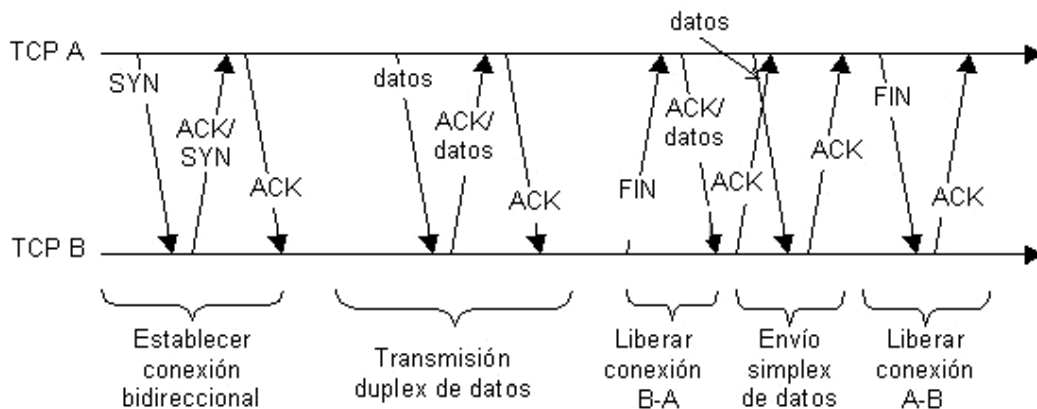 datos
TCP A
SYN
ACK/
SYN
ACK
datos
ACK/
datos
ACK
FIN
ACK/
datos
ACK
ACK
FIN
ACK
TCP B
Establecer
conexión
bidireccional
Transmisión
duplex de datos
Liberar
conexión
B-A
Envío
simplex
de datos
Liberar
conexión
A-B